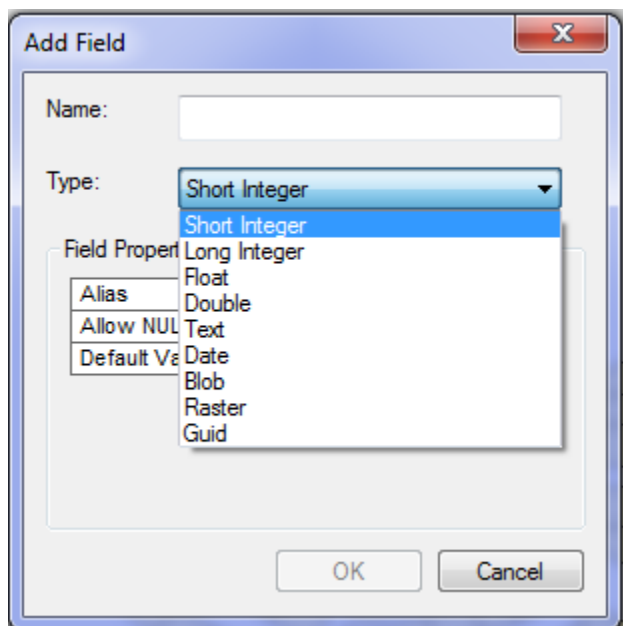 Add Field
Name:
Type:
Short Integer
Short Integer
Long Integer
Float
Double
Text
Date
Blob
Raster
Guid
Field Propert
Alias
Allow NUL
Default Va
OK
Cancel